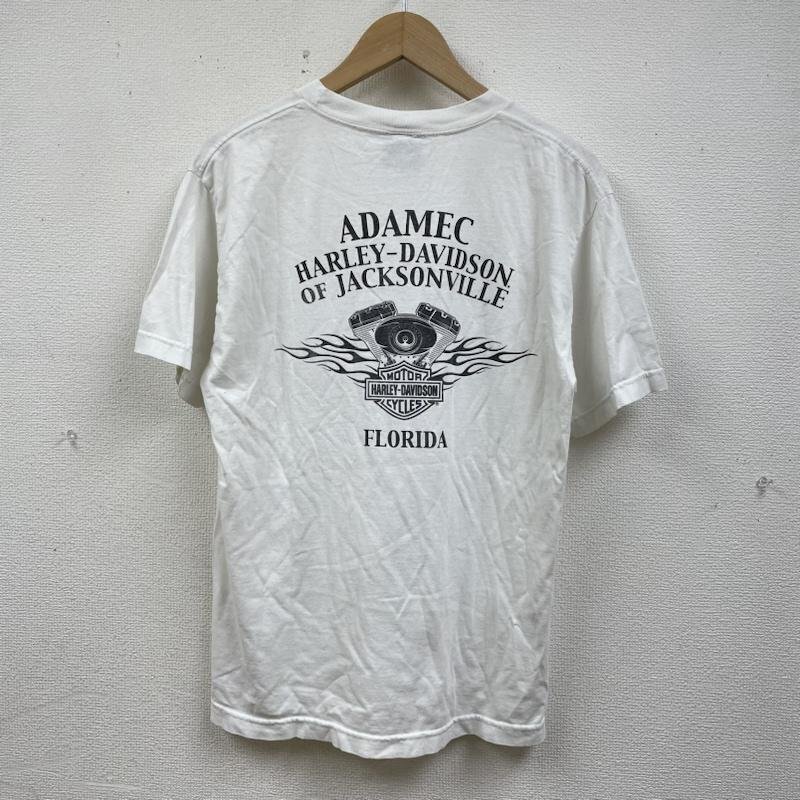 ADAMEC
HARLEY-DAVIDSON
OF JACKSONVILLE
MOTOR
HARLEY-DAVIDSON
CYCLES
FLORIDA